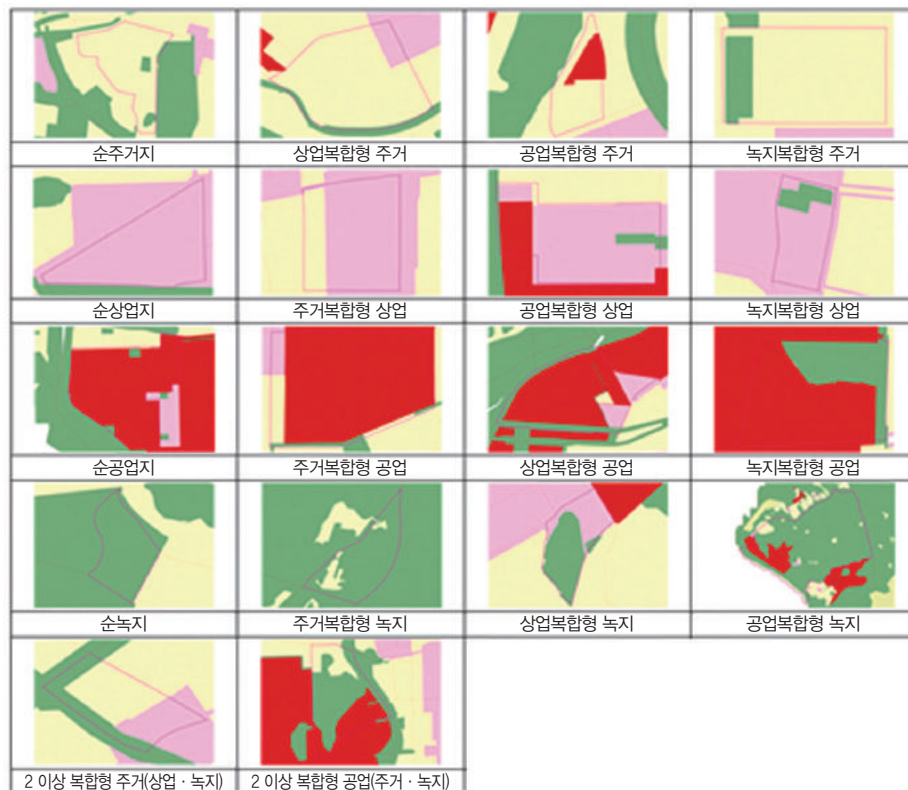 순주거지
상업복합형 주거
공업복합형 주거
녹지복합형 주거
순상업지
주거복합형 상업
공업복합형 상업
녹지복합형 상업
순공업지
주거복합형 공업
상업복합형 공업
녹지복합형 공업
순녹지
주거복합형 녹지
상업복합형 녹지
공업복합형 녹지
2 이상 복합형 주거(상업 · 녹지)
2 이상 복합형 공업(주거 · 녹지)